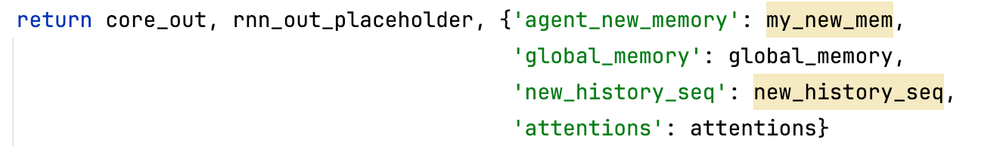 return core_out, rnn_out_placeholder, {'agent_new_memory': my_new_mem,
'global_memory': global_memory,
'new_history_seq': new_history_seq,
'attentions': attentions}